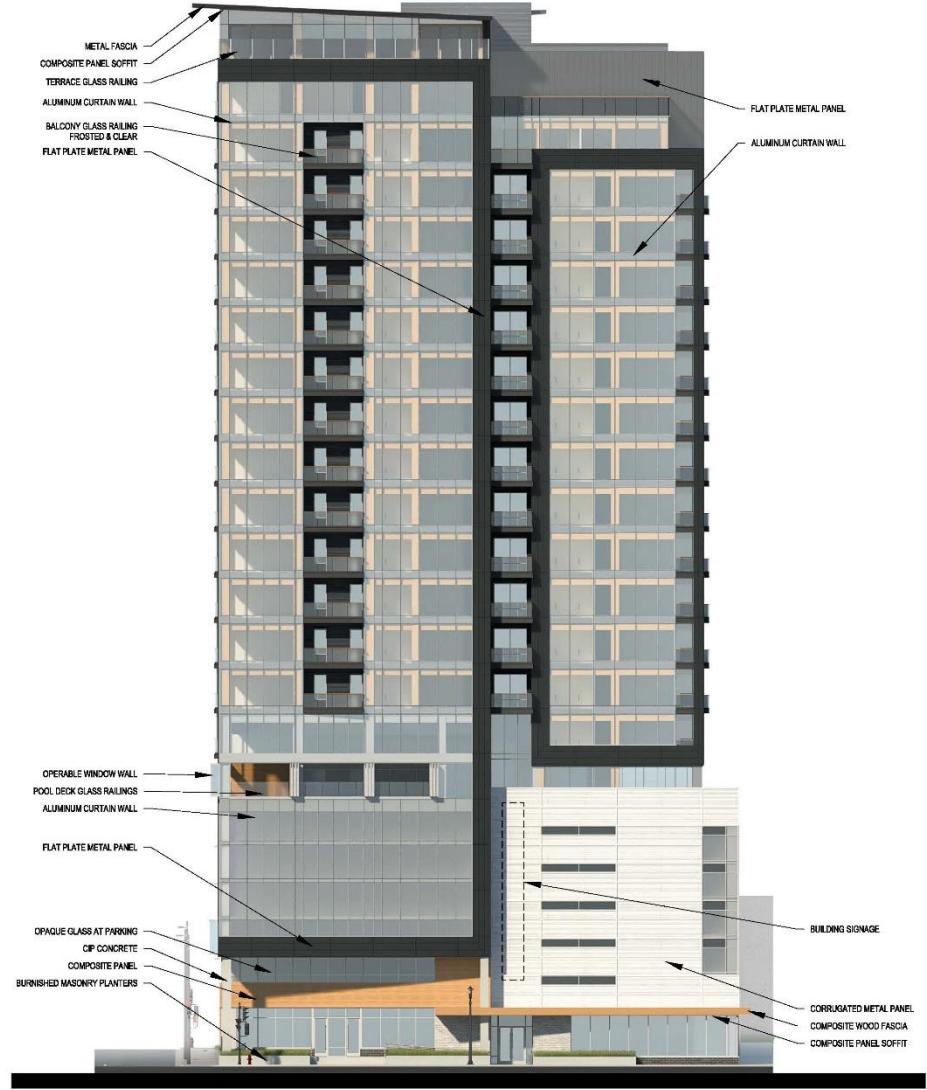 METAL FASCIA
COMPOSITE PANEL SOFFIT
TERRACE GLASS RAILING
ALUMINUM CURTAIN WALL
BALCONY GLASS RAILING
FROSTED & CLEAR
FLAT PLATE METAL PANEL
FLAT PLATE METAL PANEL
ALUMINUM CURTAIN WALL
OPERABLE WINDOW WALL
POOL DECK GLASS RAILINGS
ALUMINUM CURTAIN WALL
FLAT PLATE METAL PANEL
OPAQUE GLASS AT PARKING
CIP CONCRETE
COMPOSITE PANEL
BURNISHED MASONRY PLANTERS
BUILDING SIGNAGE
CORRUGATED METAL PANEL
COMPOSITE WOOD FASCIA
COMPOSITE PANEL SOFFIT